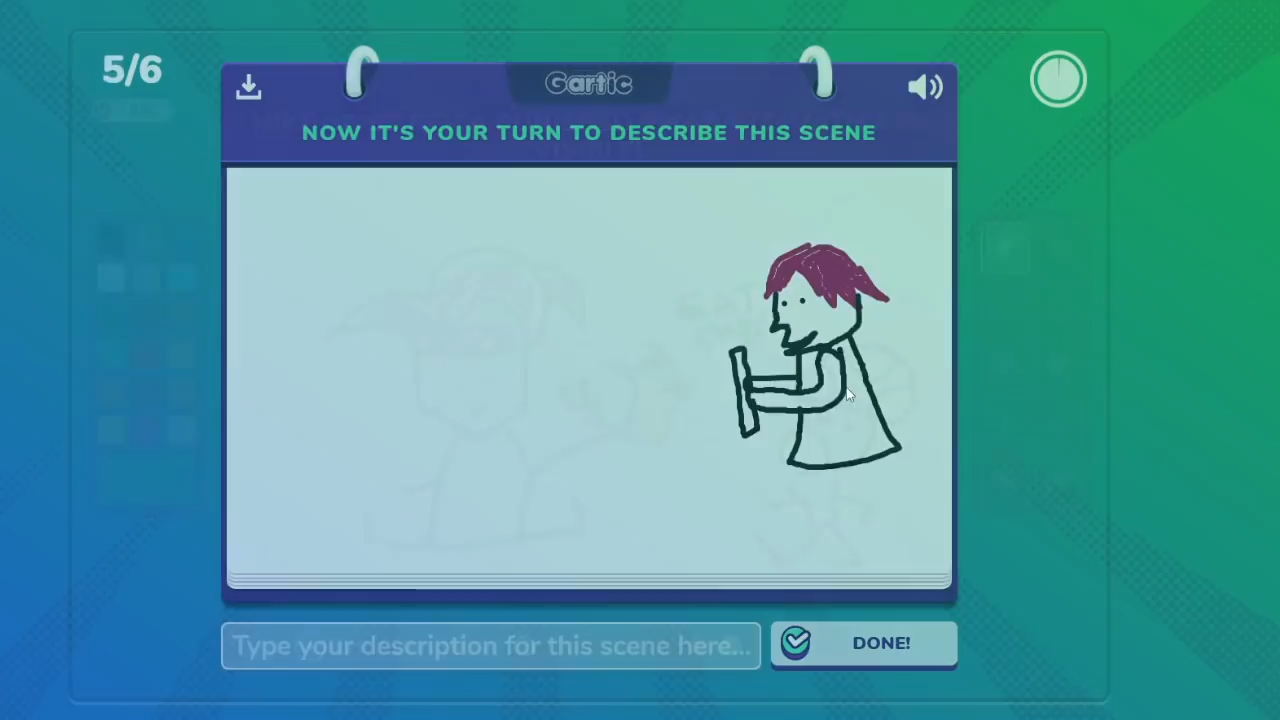 5/6
Gartic
NOW IT'S YOUR TURN TO DESCRIBE THIS SCENE
Type your description for this scene here...
DONE!